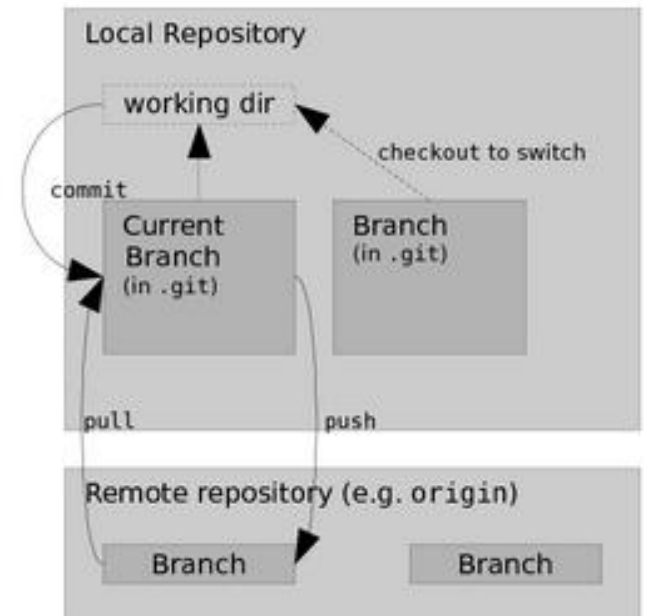 Local Repository
working dir
checkout to switch
commit
Current
Branch
(in .git)
Branch
(in .git)
pull
push
Remote repository (e.g. origin)
Branch
Branch